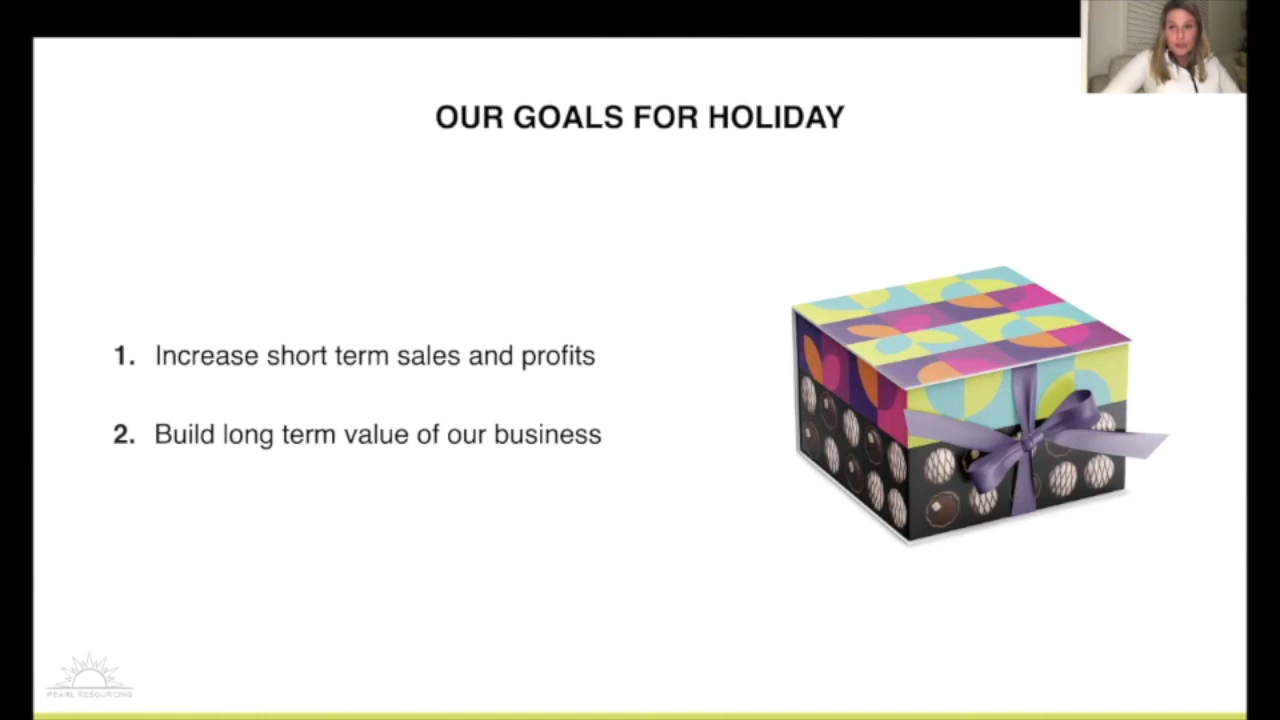 OUR GOALS FOR HOLIDAY
1. Increase short term sales and profits
2. Build long term value of our business
PEARL RESOURCING